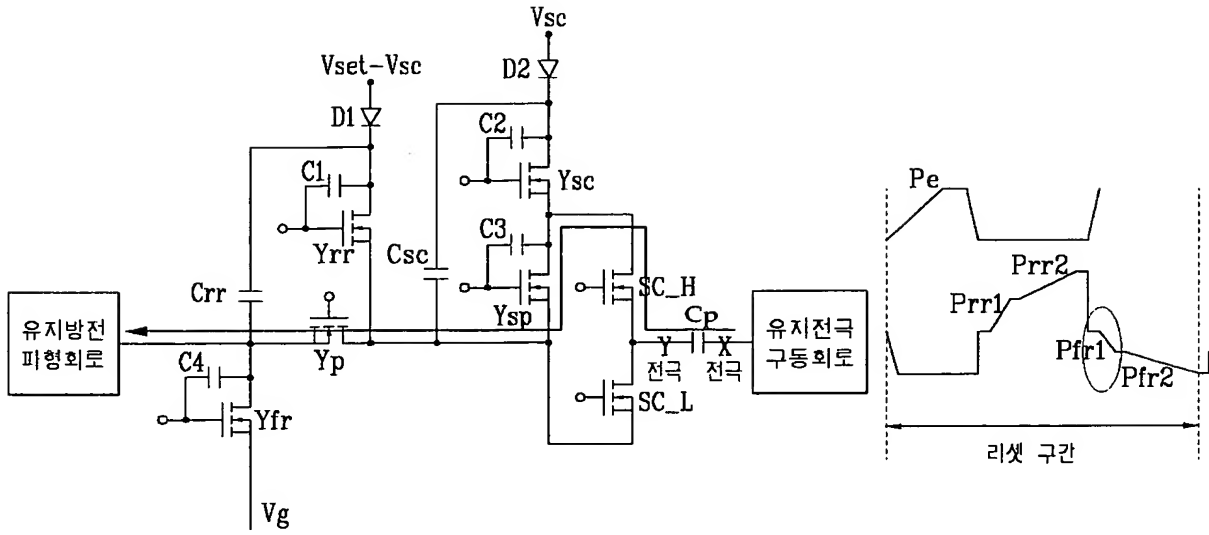 Vsc
Vset-Vsc
D2
D1
C2
C1
Ysc
C3
Yrr
Csc
Ysp
SC_H
Crr
Cp
유지방전
파형회로
Yp
Y
전극
X
전극
유지전극
구동회로
C4
Yfr
SC_L
Vg
Pe
Prr2
Prr1
Pfr1
Pfr2
리셋 구간